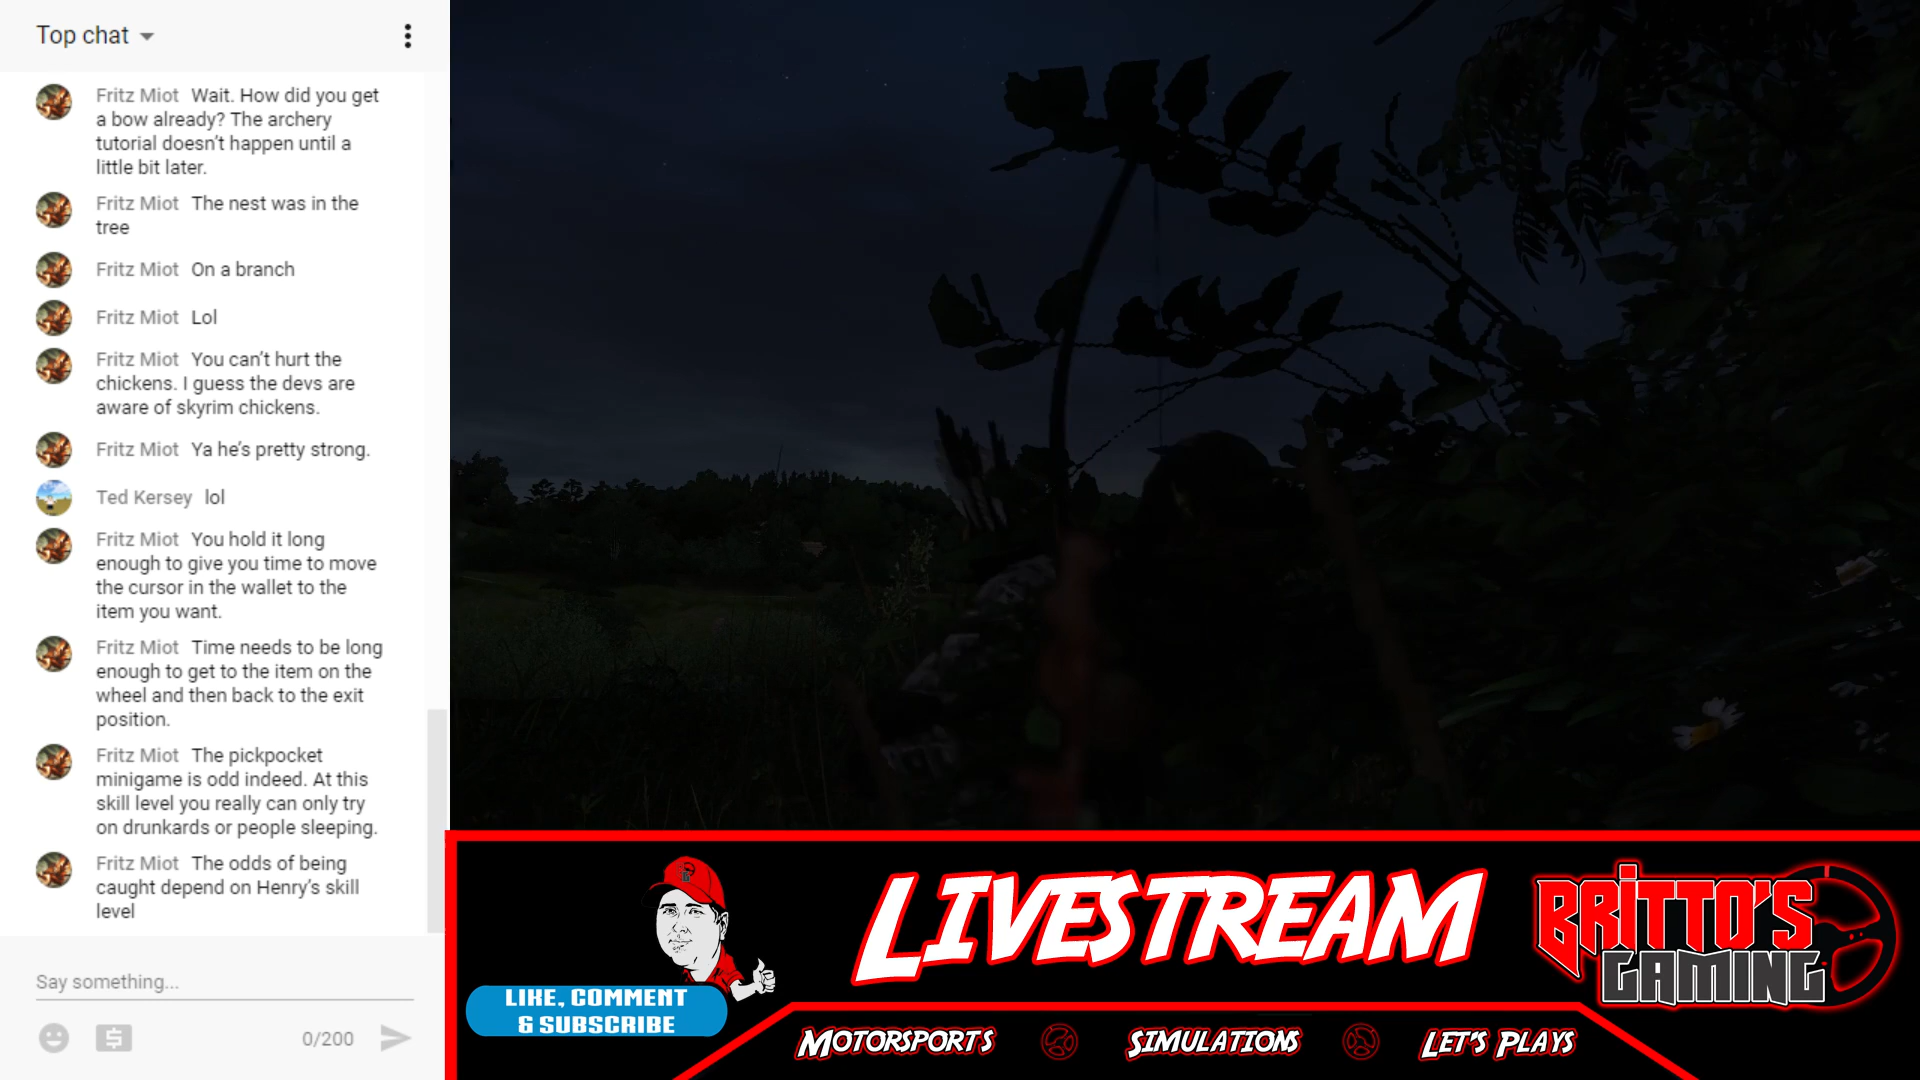 Top chat
Fritz Miot Wait. How did you get
a bow already? The archery
tutorial doesn't happen until a
little bit later.
Fritz Miot The nest was in the
tree
Fritz Miot On a branch
Fritz Miot Lol
Fritz Miot You can't hurt the
chickens. I guess the devs are
aware of skyrim chickens.
Fritz Miot Ya he's pretty strong.
Ted Kersey lol
Fritz Miot You hold it long
enough to give you time to move
the cursor in the wallet to the
item you want.
Fritz Miot Time needs to be long
enough to get to the item on the
wheel and then back to the exit
position.
Fritz Miot The pickpocket
minigame is odd indeed. At this
skill level you really can only try
on drunkards or people sleeping.
Fritz Miot The odds of being
caught depend on Henry's skill
level
Say something...
0/200
LIKE, COMMENT
& SUBSCRIBE
LIVESTREAM
BRITTO'S
GAMING
MOTORSPORTS
SIMULATIONS
LET'S PLAYS